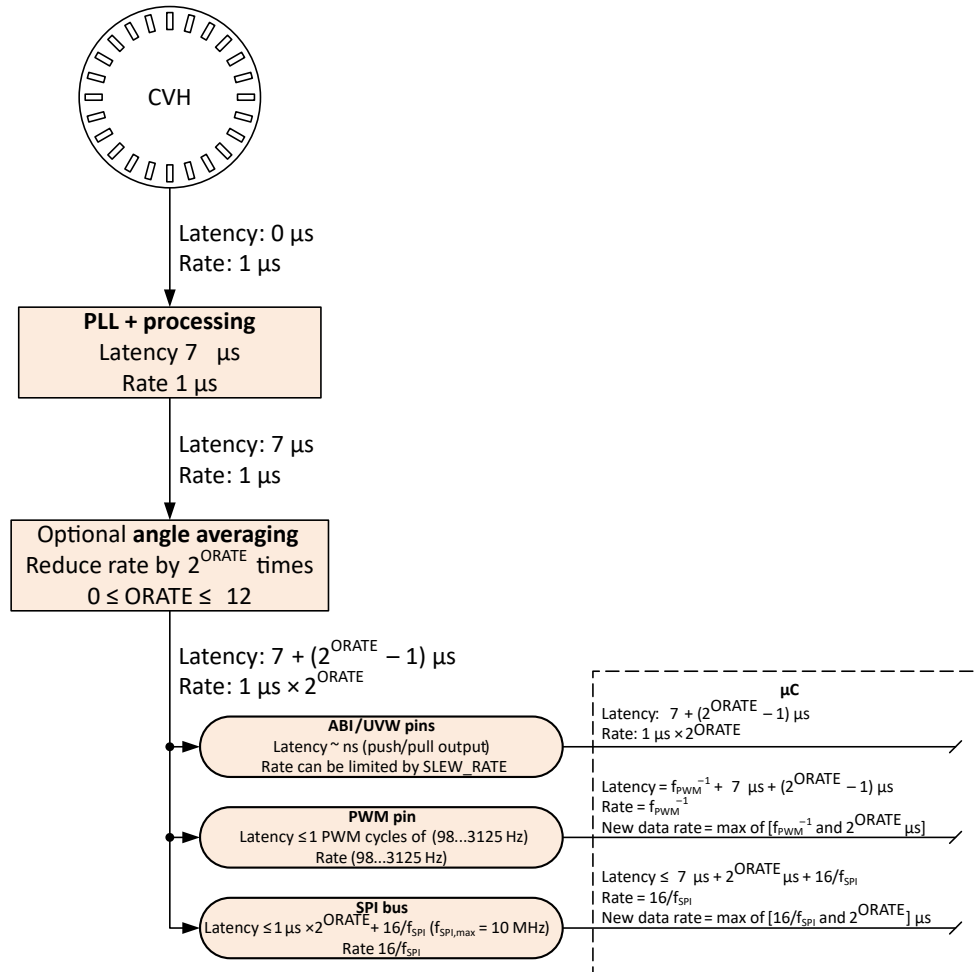 CVH
Latency: 0 µs
Rate: 1 µs
PLL + processing
Latency 7 µs
Rate 1 µs
Latency: 7 µs
Rate: 1 µs
Optional angle averaging
Reduce rate by 2^ORATE times
0 ≤ ORATE ≤ 12
Latency: 7 + (2^ORATE – 1) µs
Rate: 1 µs × 2^ORATE
µC
ABI/UVW pins
Latency ~ ns (push/pull output)
Rate can be limited by SLEW_RATE
Latency: 7 + (2^ORATE – 1) µs
Rate: 1 µs × 2^ORATE
PWM pin
Latency ≤ 1 PWM cycles of (98...3125 Hz)
Rate (98...3125 Hz)
Latency = f_PWM^-1 + 7 µs + (2^ORATE – 1) µs
Rate = f_PWM^-1
New data rate = max of [f_PWM^-1 and 2^ORATE µs]
SPI bus
Latency ≤ 1 µs × 2^ORATE + 16/f_SPI (f_SPI,max = 10 MHz)
Rate 16/f_SPI
Latency ≤ 7 µs + 2^ORATE µs + 16/f_SPI
Rate = 16/f_SPI
New data rate = max of [16/f_SPI and 2^ORATE] µs